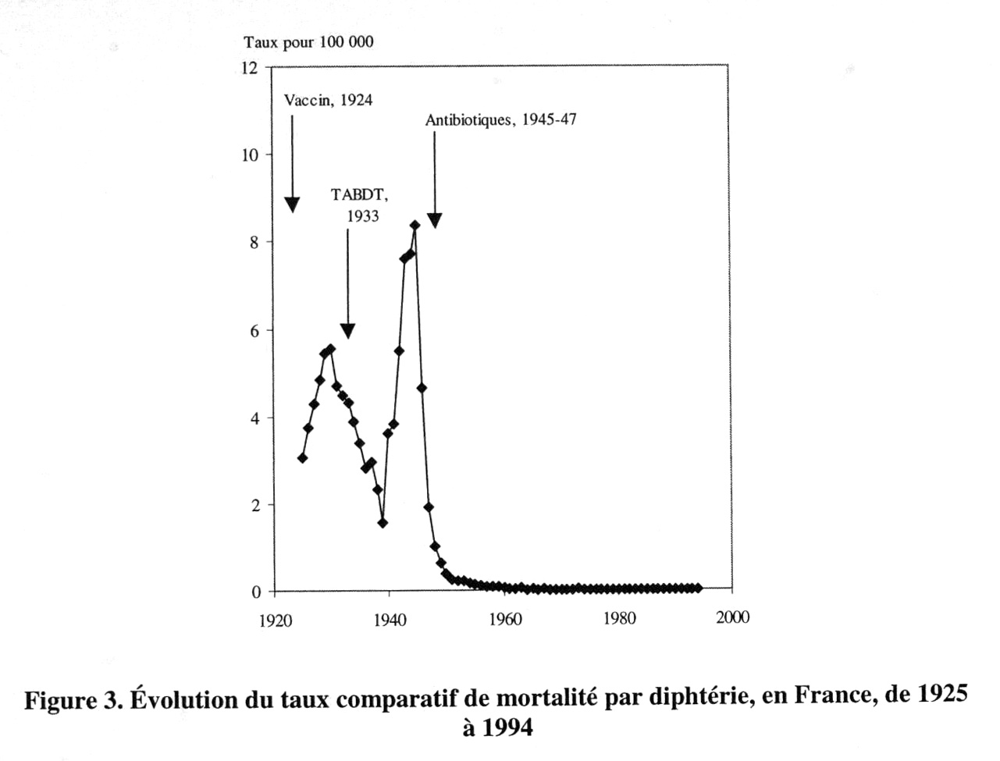 Taux pour 100 000
12
Vaccin, 1924
Antibiotiques, 1945-47
10
TABDT,
1933
8
6
4
2
0
1920 1940 1960 1980 2000
Figure 3. Évolution du taux comparatif de mortalité par diphtérie, en France, de 1925
à 1994